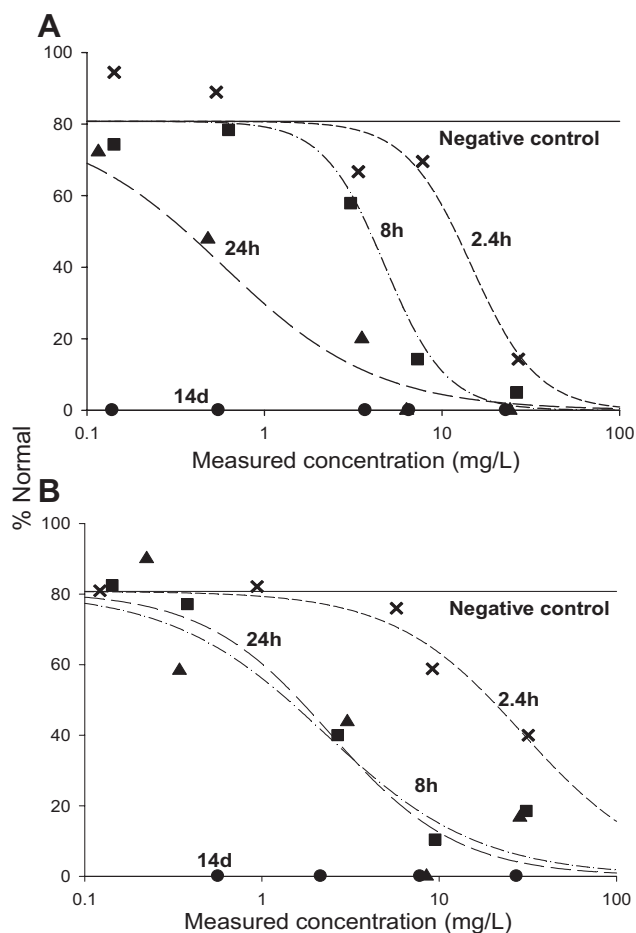 A
100
80
60
40
20
0
Negative control
2.4h
8h
24h
14d
0.1 1 10 100
Measured concentration (mg/L)
% Normal
B
100
80
60
40
20
0
Negative control
24h
2.4h
8h
14d
0.1 1 10 100
Measured concentration (mg/L)